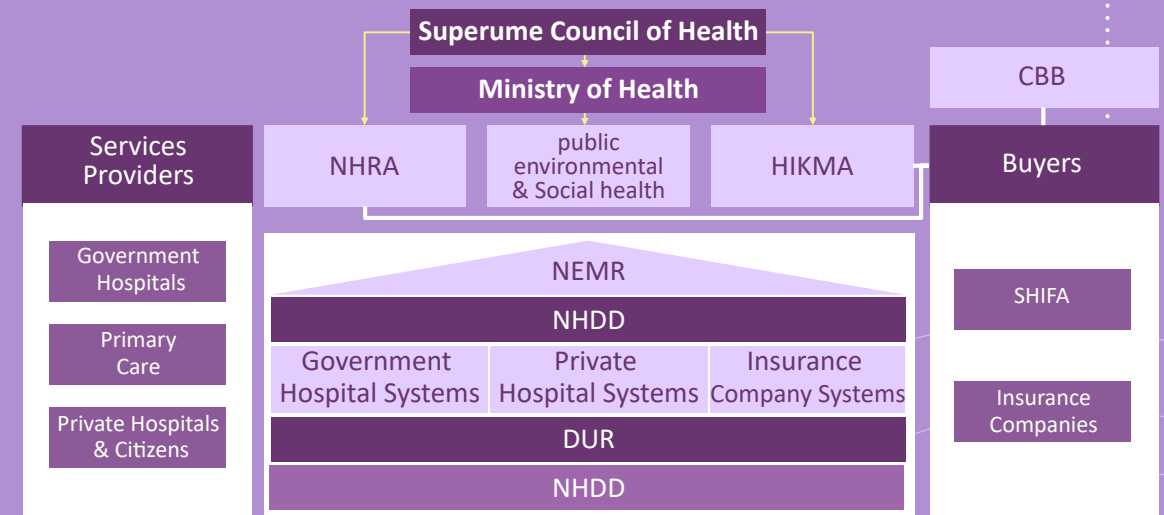 Superume Council of Health
Ministry of Health
CBB
Services
Providers
NHRA
public
environmental
& Social health
HIKMA
Buyers
Government
Hospitals
Primary
Care
Private Hospitals
& Citizens
NEMR
NHDD
Government
Hospital Systems
Private
Hospital Systems
Insurance
Company Systems
DUR
NHDD
SHIFA
Insurance
Companies